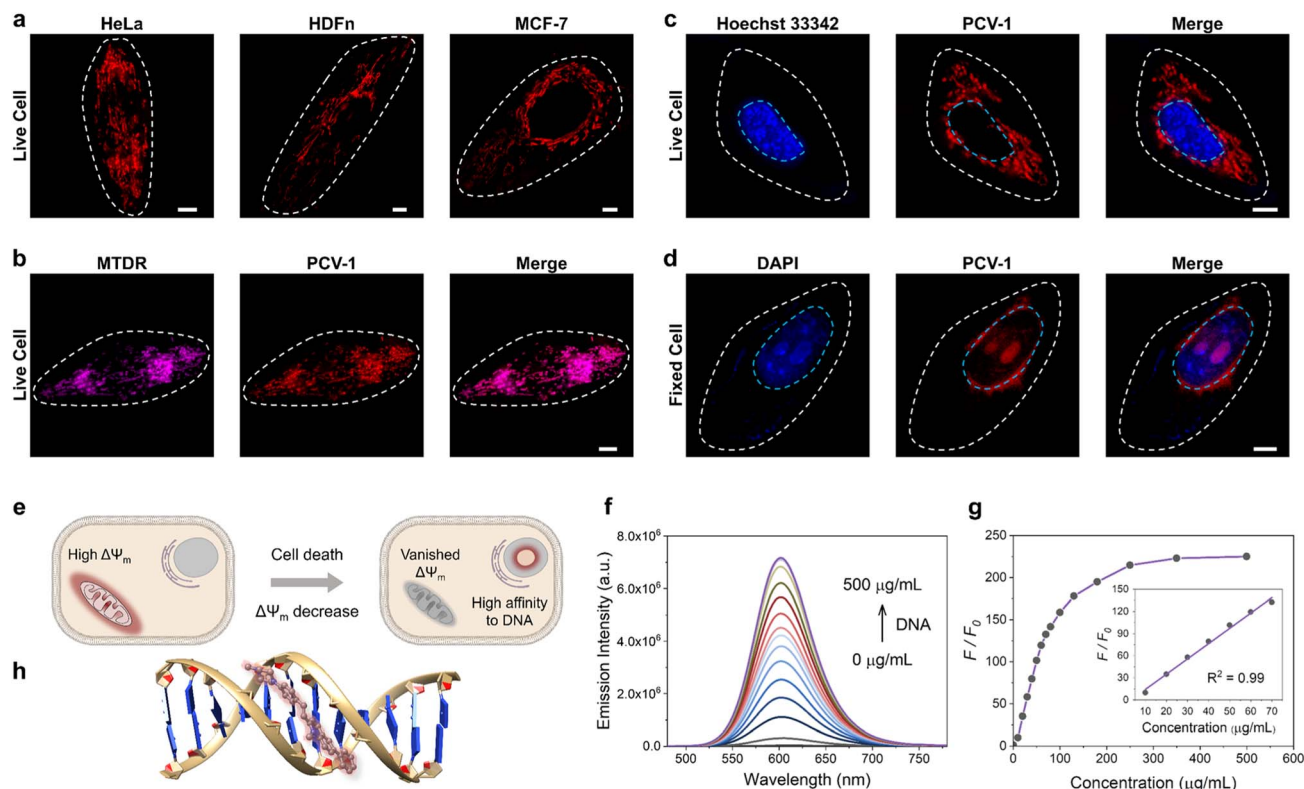 a
HeLa
HDFn
MCF-7
Live Cell
c
Hoechst 33342
PCV-1
Merge
Live Cell
b
MTDR
PCV-1
Merge
Live Cell
d
DAPI
PCV-1
Merge
Fixed Cell
e
High ΔΨm
Cell death
ΔΨm decrease
Vanished
ΔΨm
High affinity
to DNA
h
f
Emission Intensity (a.u.)
8.0x10⁶
6.0x10⁶
4.0x10⁶
2.0x10⁶
0.0
500 μg/mL
DNA
0 μg/mL
500 550 600 650 700 750
Wavelength (nm)
g
F / F₀
250
200
150
100
50
0
0 100 200 300 400 500 600
Concentration (μg/mL)
F / F₀
150
120
90
60
30
0
R² = 0.99
10 20 30 40 50 60 70
Concentration (μg/mL)